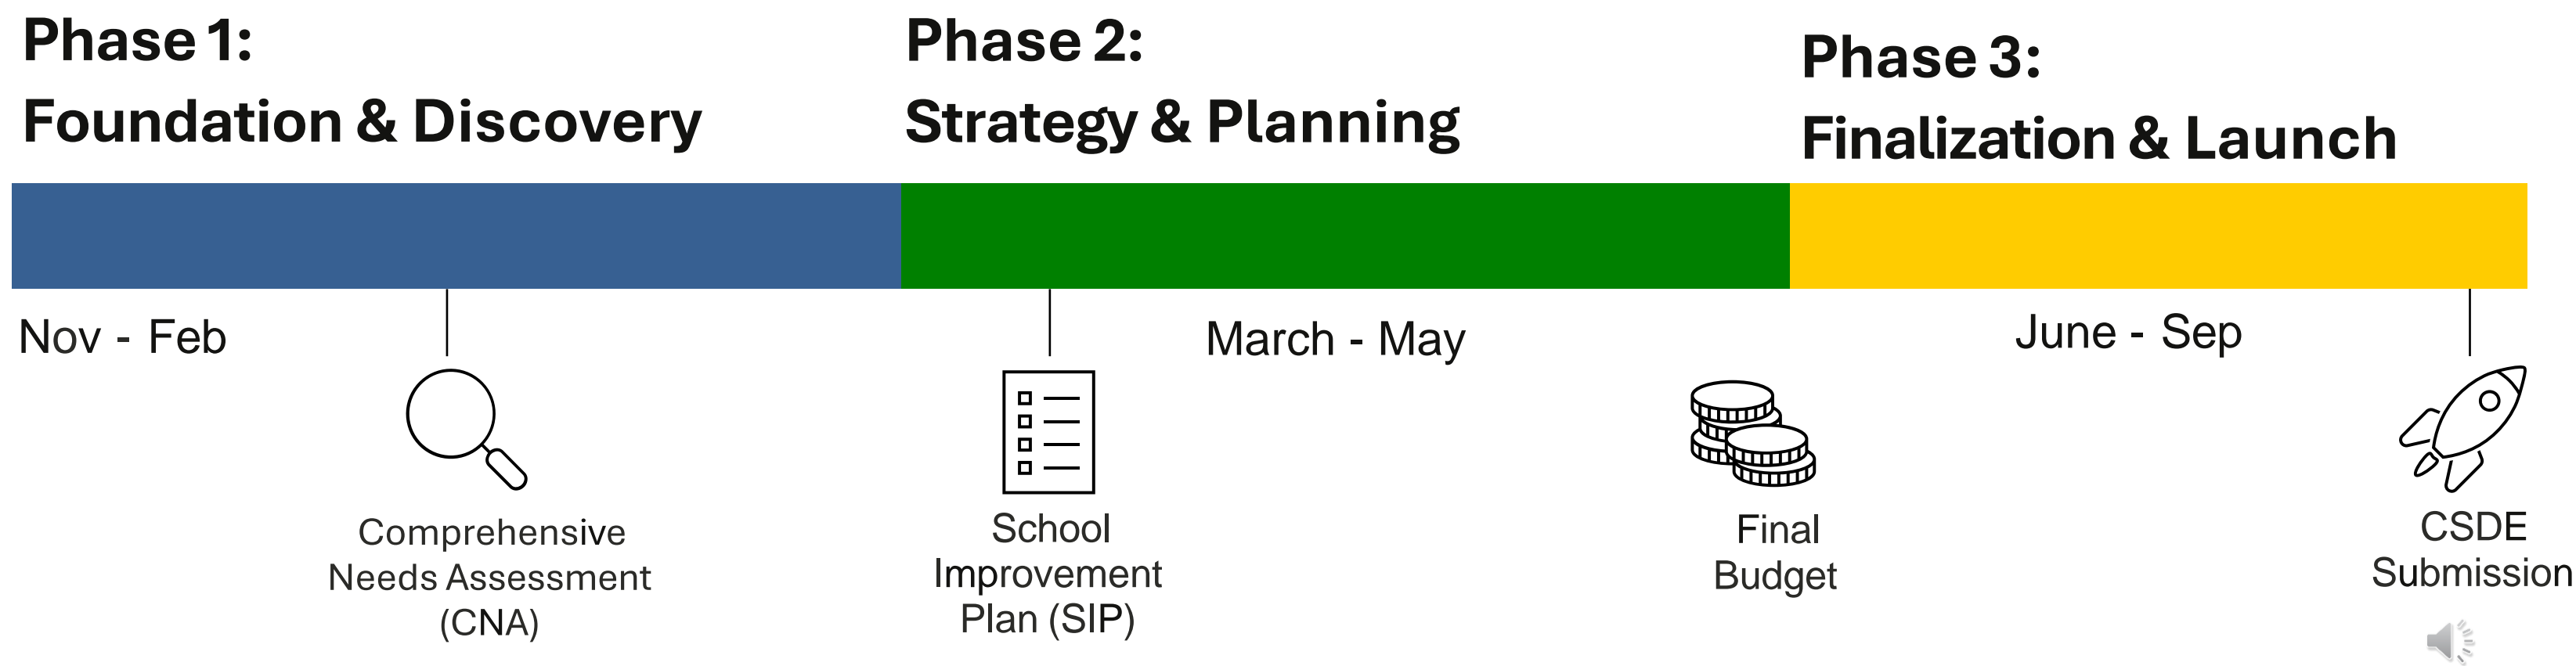 Phase 1:
Foundation & Discovery
Phase 2:
Strategy & Planning
Phase 3:
Finalization & Launch
Nov - Feb
March - May
June - Sep
Comprehensive
Needs Assessment
(CNA)
School
Improvement
Plan (SIP)
Final
Budget
CSDE
Submission